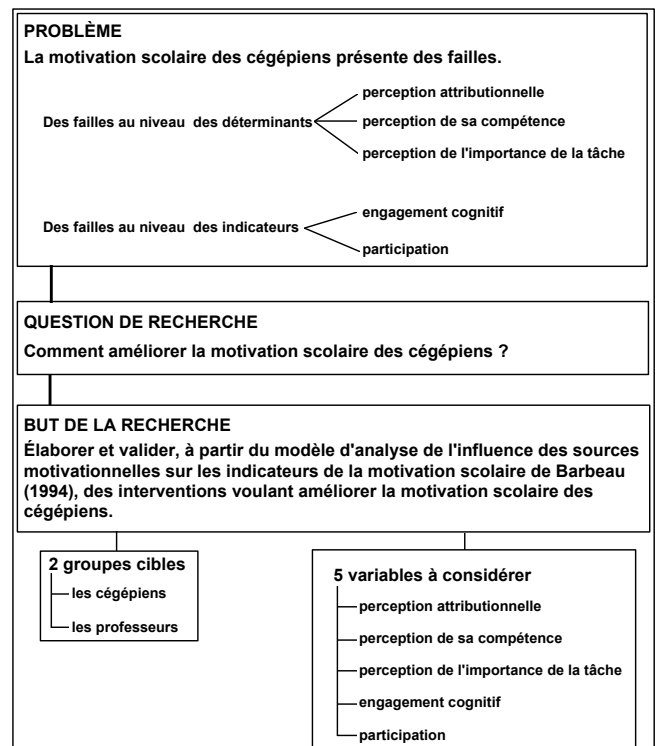 PROBLÈME
La motivation scolaire des cégépiens présente des failles.
perception attributionnelle
Des failles au niveau des déterminants
perception de sa compétence
perception de l'importance de la tâche
engagement cognitif
Des failles au niveau des indicateurs
participation
QUESTION DE RECHERCHE
Comment améliorer la motivation scolaire des cégépiens ?
BUT DE LA RECHERCHE
Élaborer et valider, à partir du modèle d'analyse de l'influence des sources
motivationnelles sur les indicateurs de la motivation scolaire de Barbeau
(1994), des interventions voulant améliorer la motivation scolaire des
cégépiens.
2 groupes cibles
les cégépiens
les professeurs
5 variables à considérer
perception attributionnelle
perception de sa compétence
perception de l'importance de la tâche
engagement cognitif
participation